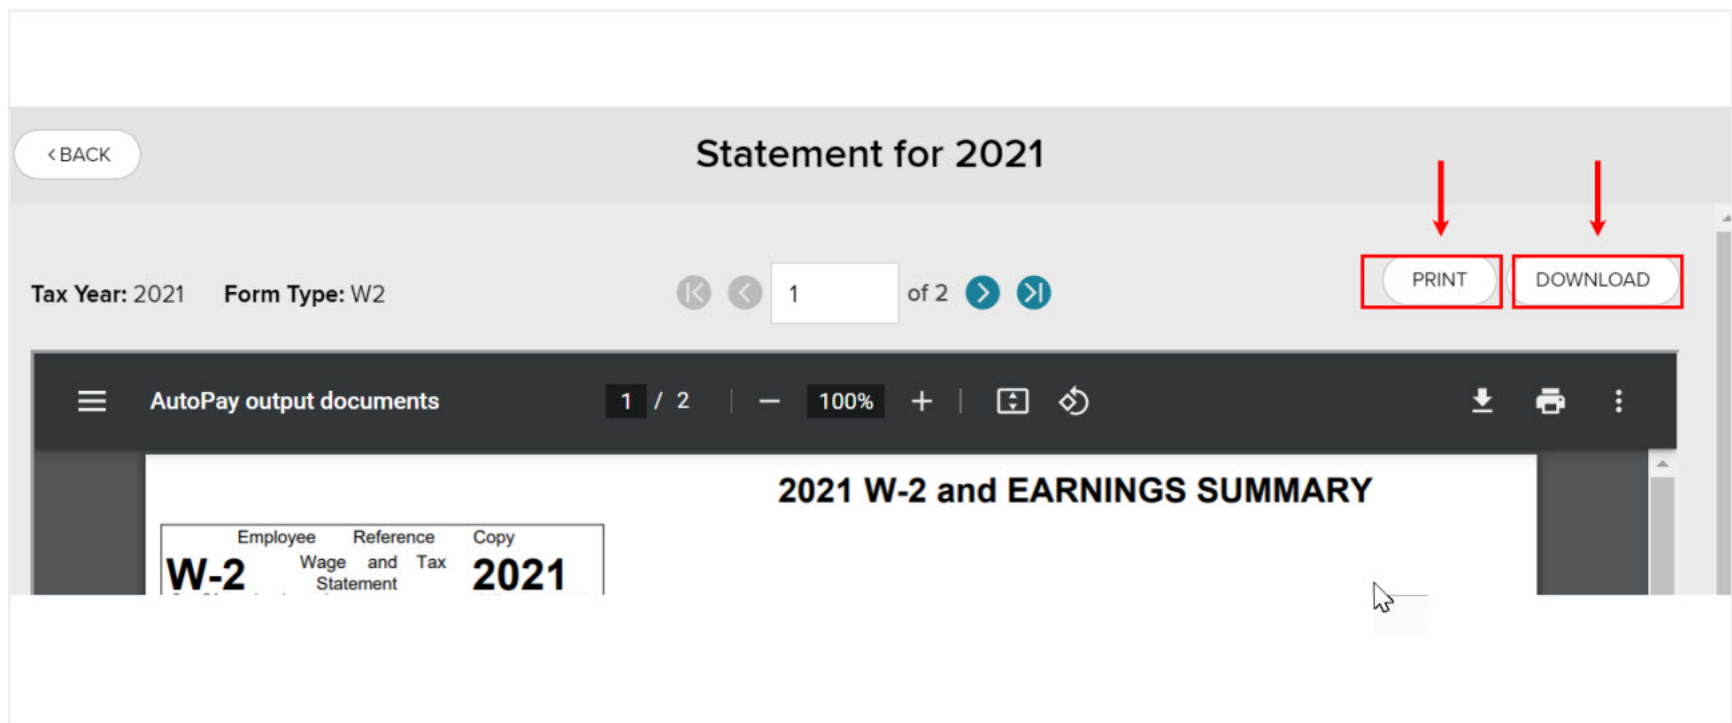 < BACK
Statement for 2021
Tax Year: 2021 Form Type: W2
1 of 2
PRINT
DOWNLOAD
AutoPay output documents
1 / 2
100%
2021 W-2 and EARNINGS SUMMARY
Employee Reference Copy
W-2 Wage and Tax Statement 2021